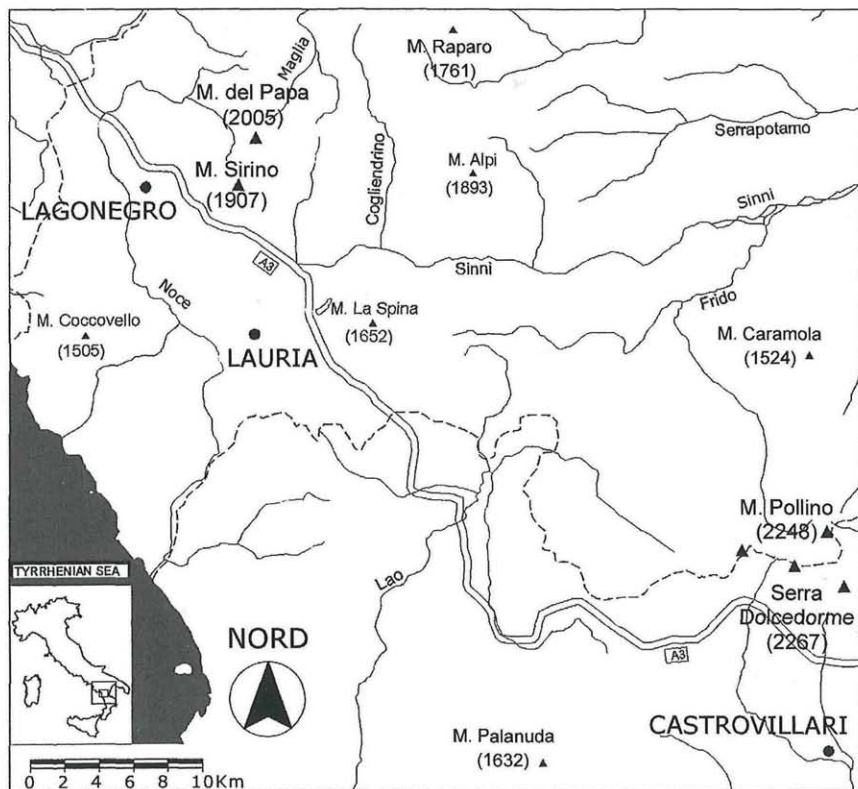 M. Raparo
(1761)
Maglia
M. del Papa
(2005)
Serrapotamo
M. Alpi
(1893)
M. Sirino
(1907)
Cogliendrino
LAGONEGRO
Sinni
A3
Sinni
Noce
Frido
M. La Spina
(1652)
M. Coccovello
(1505)
LAURIA
M. Caramola
(1524)
M. Pollino
(2248)
TYRRHENIAN SEA
Lao
Serra
Dolcedorme
(2267)
NORD
A3
CASTROVILLARI
M. Palanuda
(1632)
0 2 4 6 8 10Km